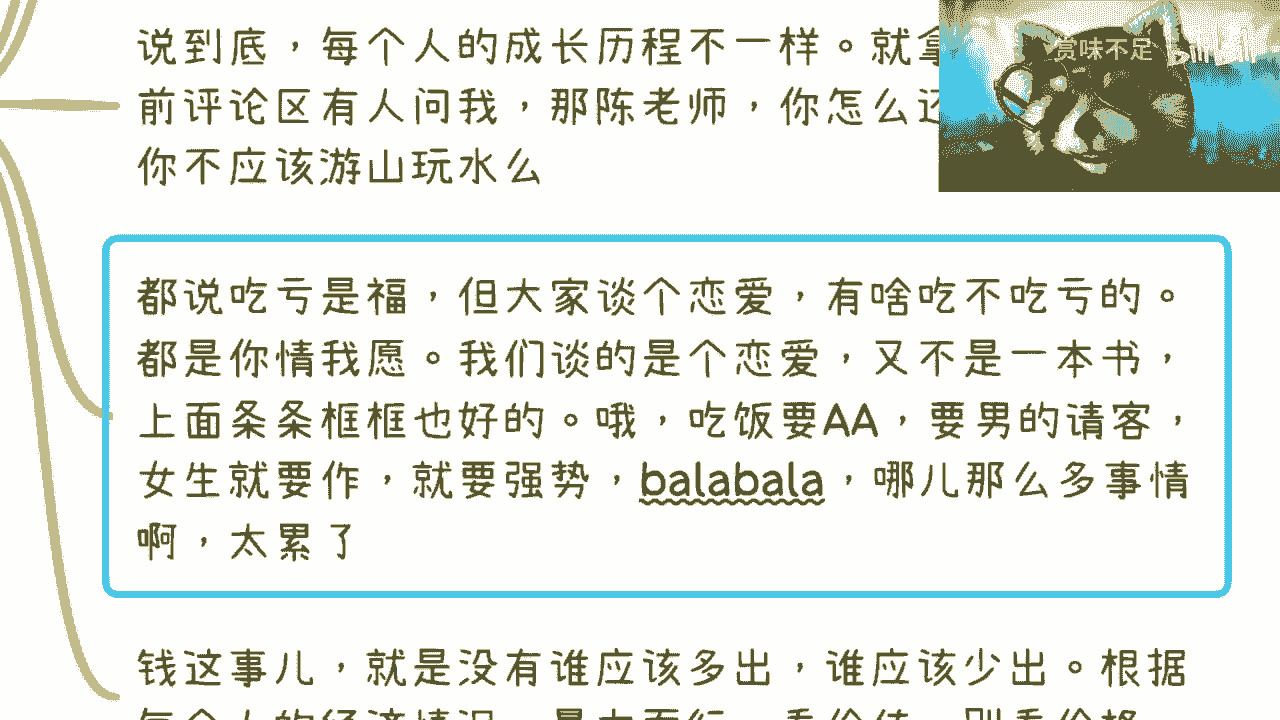 说到底，每个人的成长历程不一样。就拿
前评论区有人问我，那陈老师，你怎么还
你不应该游山玩水么
赏味不足
bilibili
都说吃亏是福，但大家谈个恋爱，有啥吃不吃亏的。
都是你情我愿。我们谈的是个恋爱，又不是一本书，
上面条条框框也好的。哦，吃饭要AA，要男的请客，
女生就要作，就要强势，balabala，哪儿那么多事情
啊，太累了
钱这事儿，就是没有谁应该多出，谁应该少出。根据